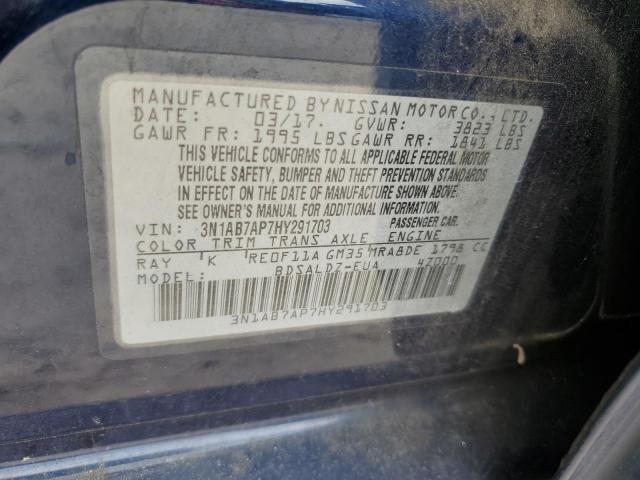 MANUFACTURED BY NISSAN MOTOR CO., LTD.
DATE: 03/17. GVWR: 3823 LBS
GAWR FR: 1995 LBS GAWR RR: 1841 LBS
THIS VEHICLE CONFORMS TO ALL APPLICABLE FEDERAL MOTOR
VEHICLE SAFETY, BUMPER AND THEFT PREVENTION STANDARDS
IN EFFECT ON THE DATE OF MANUFACTURE SHOWN ABOVE.
SEE OWNER'S MANUAL FOR ADDITIONAL INFORMATION.
VIN: 3N1AB7AP7HY291703 PASSENGER CAR.
COLOR TRIM TRANS AXLE ENGINE
RAY K RE0F11A GM35 MRA8DE 1798 CC
MODEL: BDSALDZ-EUA 47000
3N1AB7AP7HY291703